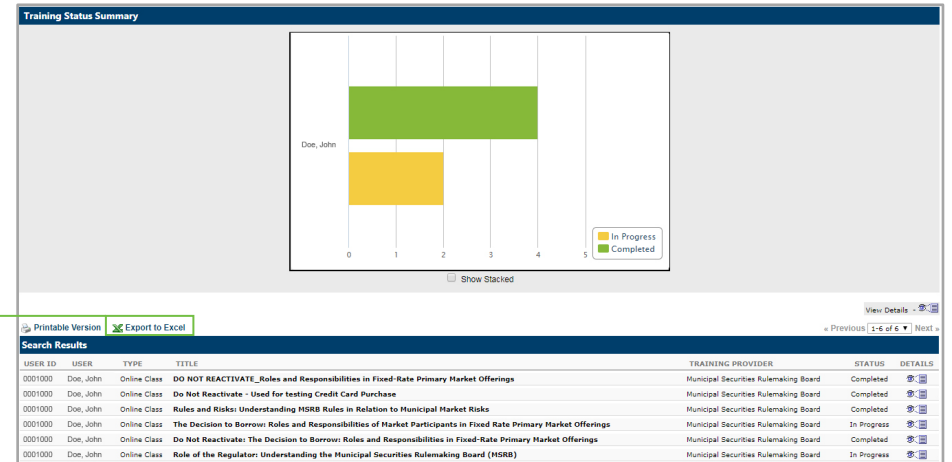 Training Status Summary
Doe, John
In Progress
Completed
0 1 2 3 4 5
Show Stacked
View Details -
Printable Version Export to Excel « Previous 1-6 of 6 ▼ Next »
Search Results
USER ID USER TYPE TITLE TRAINING PROVIDER STATUS DETAILS
0001000 Doe, John Online Class DO NOT REACTIVATE_Roles and Responsibilities in Fixed-Rate Primary Market Offerings Municipal Securities Rulemaking Board Completed
0001000 Doe, John Online Class Do Not Reactivate - Used for testing Credit Card Purchase Municipal Securities Rulemaking Board Completed
0001000 Doe, John Online Class Rules and Risks: Understanding MSRB Rules in Relation to Municipal Market Risks Municipal Securities Rulemaking Board Completed
0001000 Doe, John Online Class The Decision to Borrow: Roles and Responsibilities of Market Participants in Fixed Rate Primary Market Offerings Municipal Securities Rulemaking Board In Progress
0001000 Doe, John Online Class Do Not Reactivate: The Decision to Borrow: Roles and Responsibilities in Fixed-Rate Primary Market Offerings Municipal Securities Rulemaking Board Completed
0001000 Doe, John Online Class Role of the Regulator: Understanding the Municipal Securities Rulemaking Board (MSRB) Municipal Securities Rulemaking Board In Progress